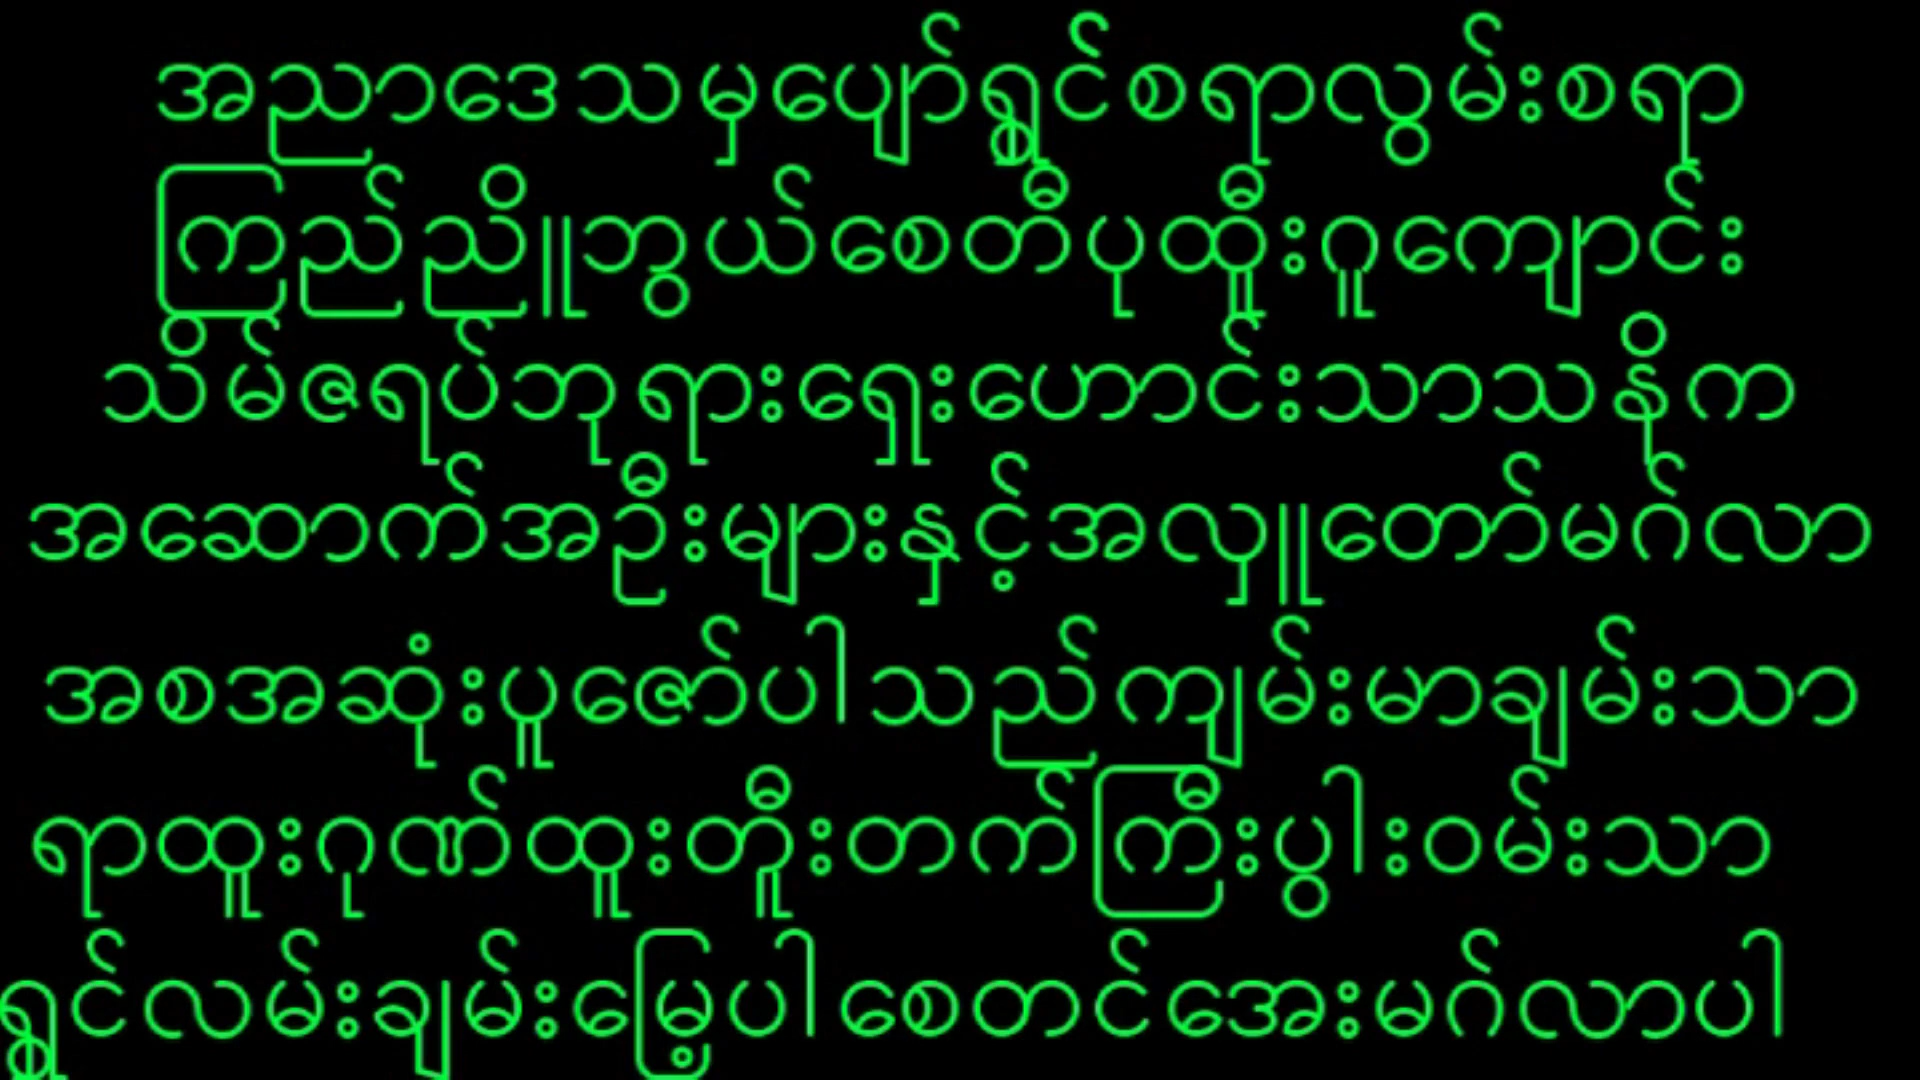 အညာဒေသမှပျော်ရွှင်စရာလွမ်းစရာ
ကြည်ညိူဘွယ်စေတီပုထိူးဂူကျောင်း
သိမ်ဇရပ်ဘုရားရှေးဟောင်းသာသနိုက
အဆောက်အဦးများနှင့်အလှူတော်မင်္ဂလာ
အစအဆုံးပူဇော်ပါသည်ကျမ်းမာချမ်းသာ
ရာထူးဂုဏ်ထူးတီူးတက်ကြီးပွါးဝမ်းသာ
ရွှင်လမ်းချမ်းမြေ့ပါစေတင်အေးမင်္ဂလာပါ